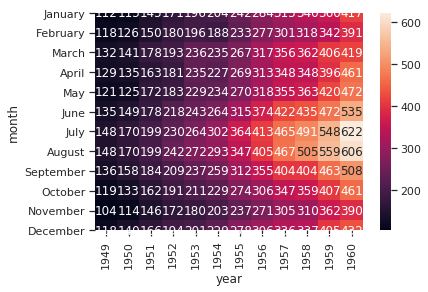 January
February 118 126 150 180 196 188 233 277 301 318 342 391
March 132 141 178 193 236 235 267 317 356 362 406 419
April 129 135 163 181 235 227 269 313 348 348 396 461
May 121 125 172 183 229 234 270 318 355 363 420 472
June 135 149 178 218 243 264 315 374 422 435 472 535
July 148 170 199 230 264 302 364 413 465 491 548 622
August 148 170 199 242 272 293 347 405 467 505 559 606
September 136 158 184 209 237 259 312 355 404 404 463 508
October 119 133 162 191 211 229 274 306 347 359 407 461
November 104 114 146 172 180 203 237 271 305 310 362 390
December
month
1949 1950 1951 1952 1953 1954 1955 1956 1957 1958 1959 1960
year
600
500
400
300
200